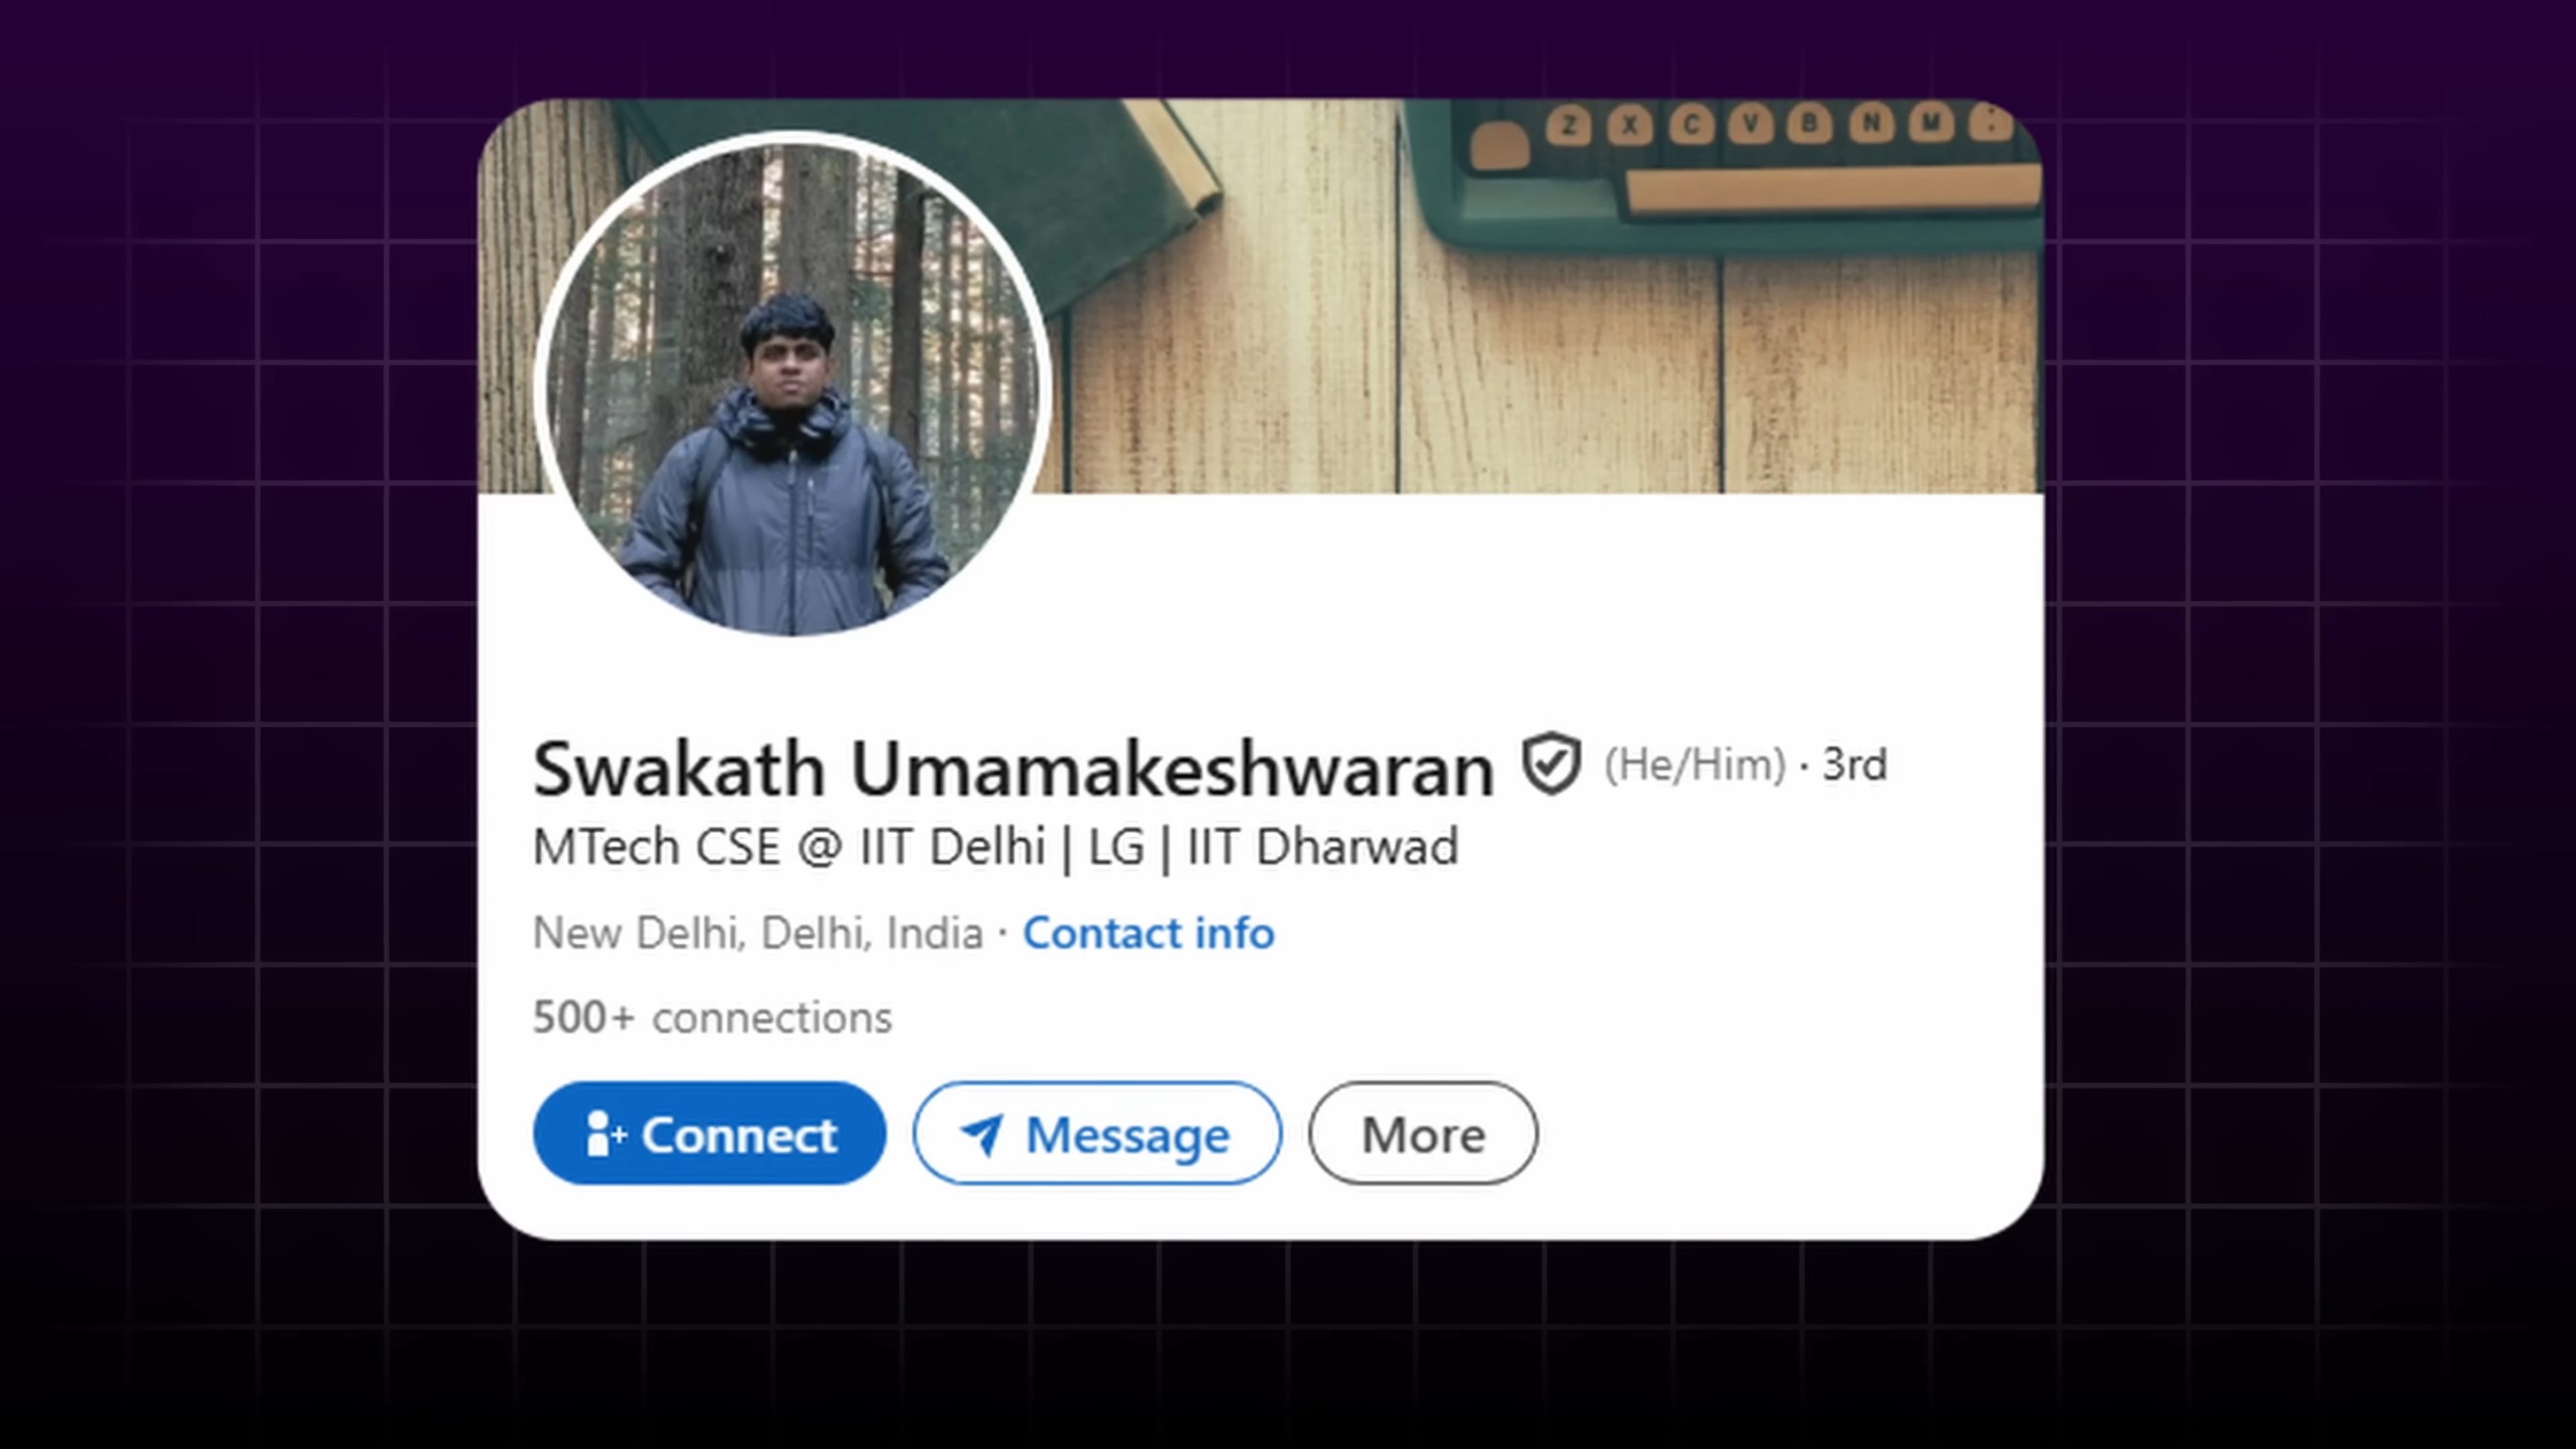 Z X C V B N M :
Swakath Umamakeshwaran (He/Him) · 3rd
MTech CSE @ IIT Delhi | LG | IIT Dharwad
New Delhi, Delhi, India · Contact info
500+ connections
Connect Message More